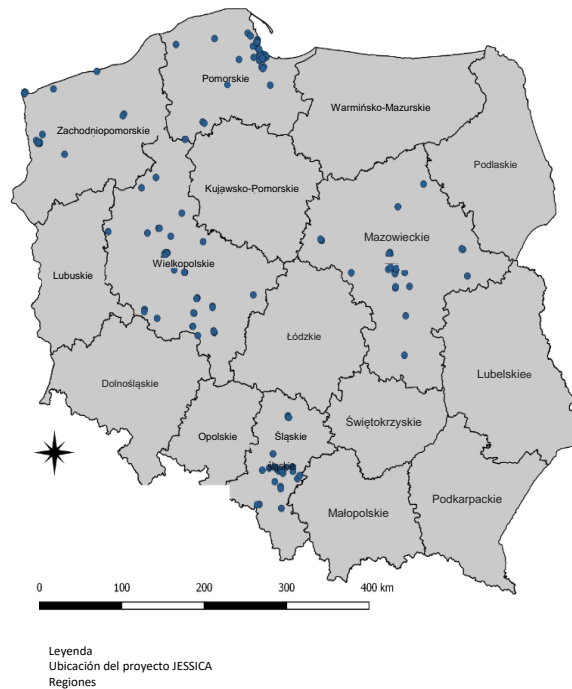 Pomorskie
Warmińsko-Mazurskie
Zachodniopomorskie
Podlaskie
Kujawsko-Pomorskie
Mazowieckie
Wielkopolskie
Lubuskie
Łódzkie
Lubelskiee
Dolnośląskie
Świętokrzyskie
Opolskie
Śląskie
śląskie
Podkarpackie
Małopolskie
0 100 200 300 400 km
Leyenda
Ubicación del proyecto JESSICA
Regiones